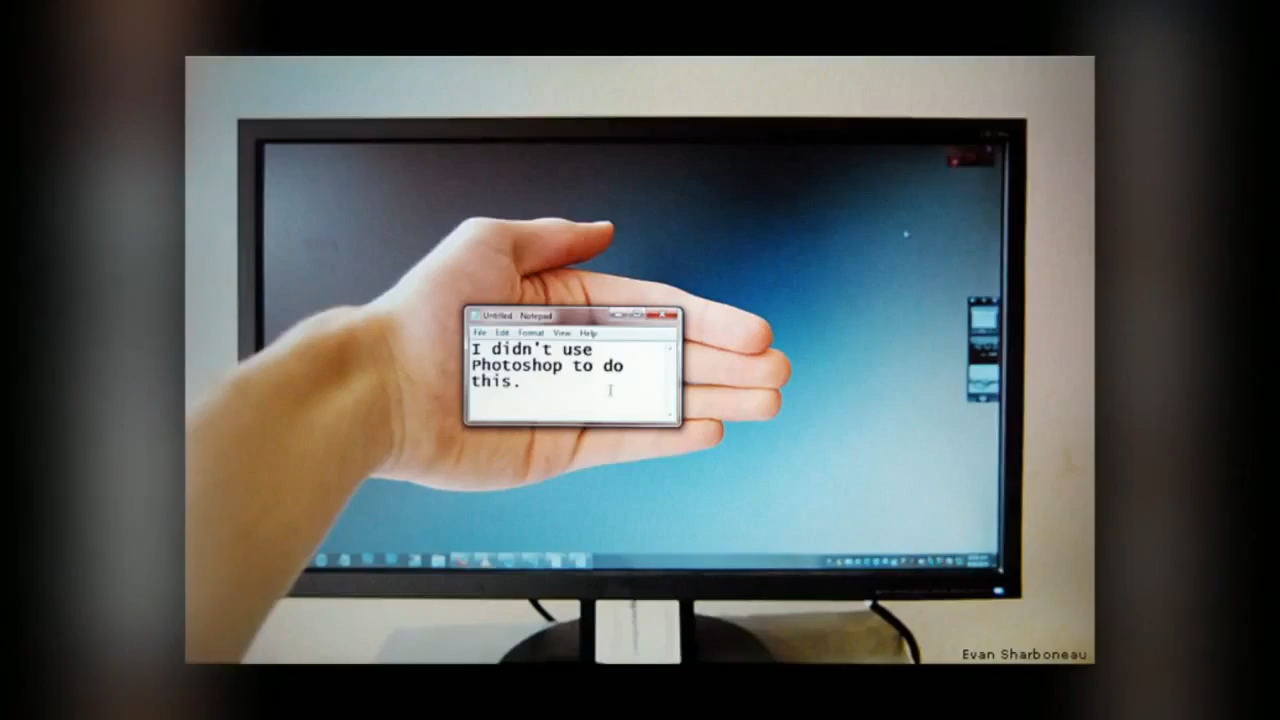 Untitled - Notepad
File Edit Format View Help
I didn't use
Photoshop to do
this.
Evan Sharboneau